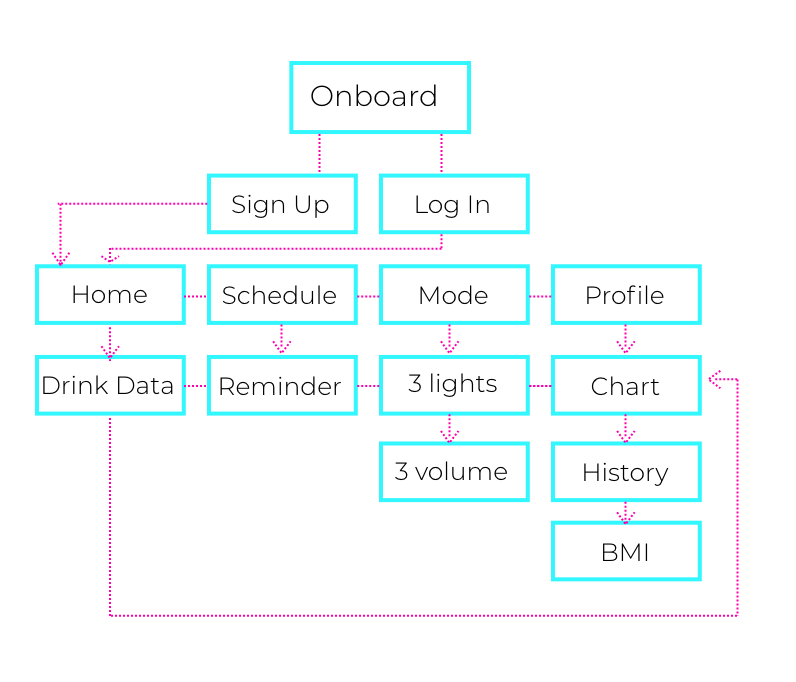 Onboard
Sign Up
Log In
Home
Schedule
Mode
Profile
Drink Data
Reminder
3 lights
Chart
3 volume
History
BMI